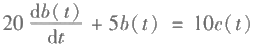 20 db(t)/dt + 5b(t) = 10c(t)